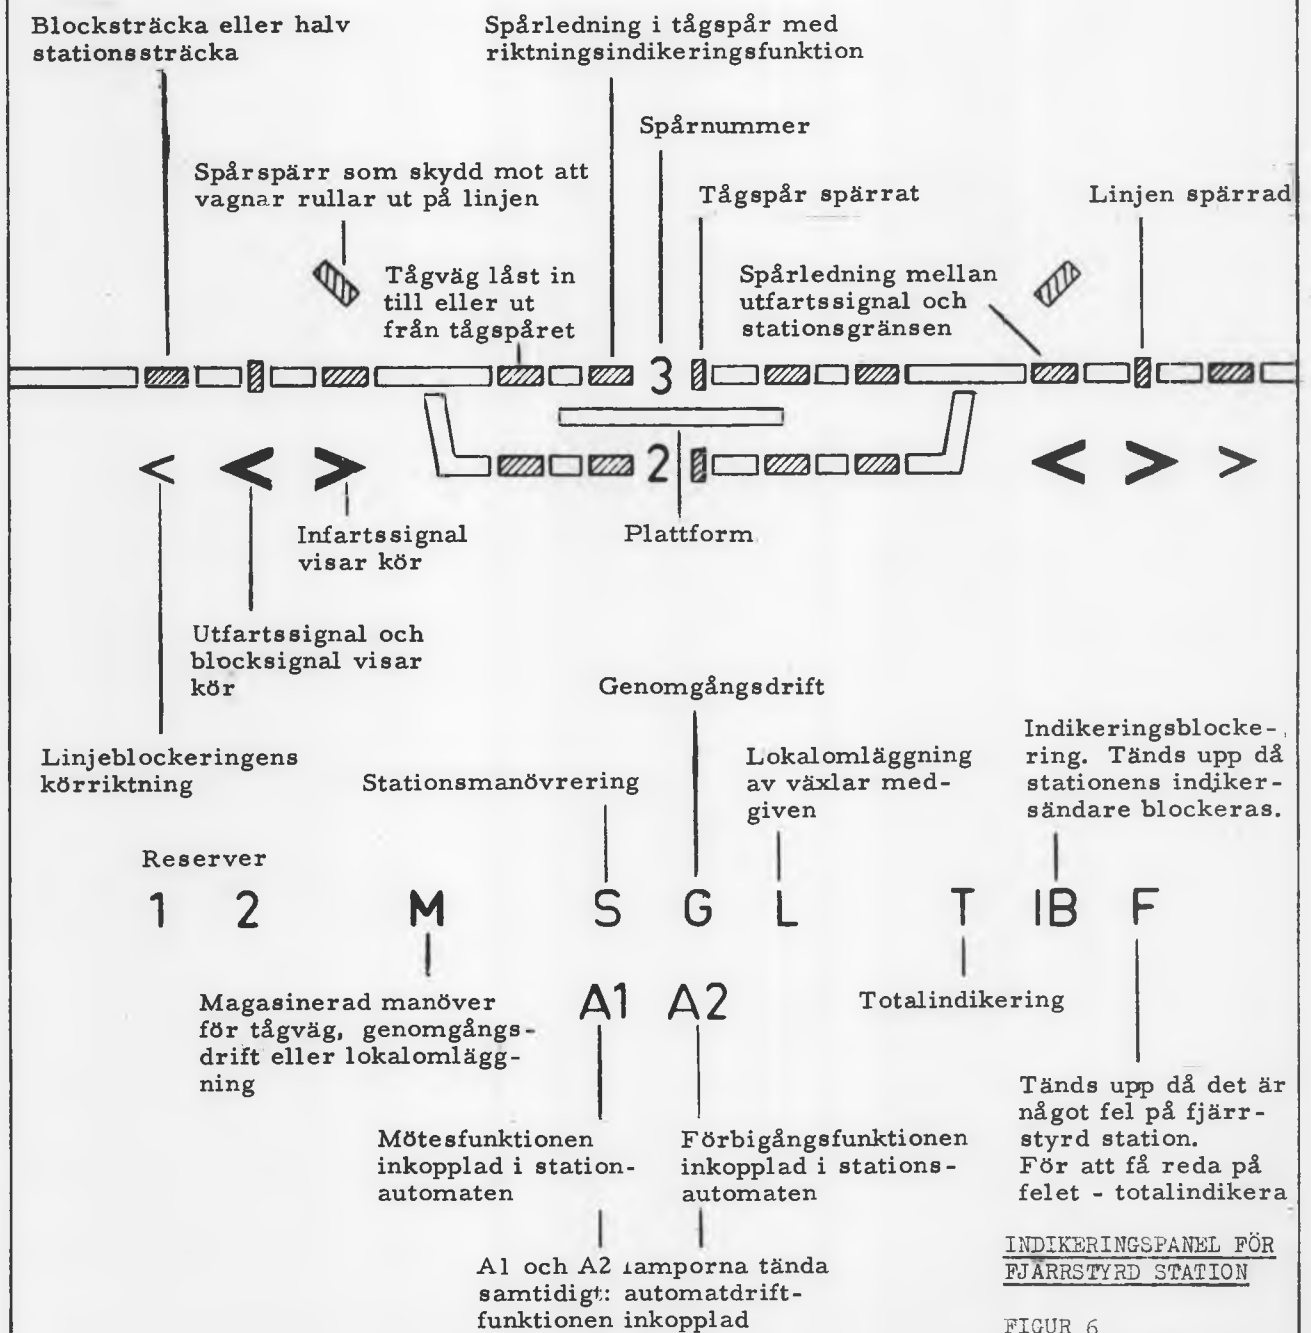 Blocksträcka eller halv
stationssträcka
Spårledning i tågspår med
riktningsindikeringsfunktion
Spårnummer
Spårspärr som skydd mot att
vagnar rullar ut på linjen
Tågspår spärrat
Linjen spärrad
Tågväg låst in
till eller ut
från tågspåret
Spårledning mellan
utfartssignal och
stationsgränsen
3
2
Infartssignal
visar kör
Plattform
Utfartssignal och
blocksignal visar
kör
Linjeblockeringens
körriktning
Genomgångsdrift
Stationsmanövrering
Lokalomläggning
av växlar med-
given
Indikeringsblocke-
ring. Tänds upp då
stationens indiker-
sändare blockeras.
Reserver
1 2 M S G L T IB F
Magasinerad manöver
för tågväg, genomgångs-
drift eller lokalomlägg-
ning
A1 A2
Totalindikering
Mötesfunktionen
inkopplad i station-
automaten
Förbigångsfunktionen
inkopplad i stations-
automaten
Tänds upp då det är
något fel på fjärr-
styrd station.
För att få reda på
felet - totalindikera
A1 och A2 lamporna tända
samtidigt: automatdrift-
funktionen inkopplad
INDIKERINGSPANEL FÖR
FJÄRRSTYRD STATION
FIGUR 6